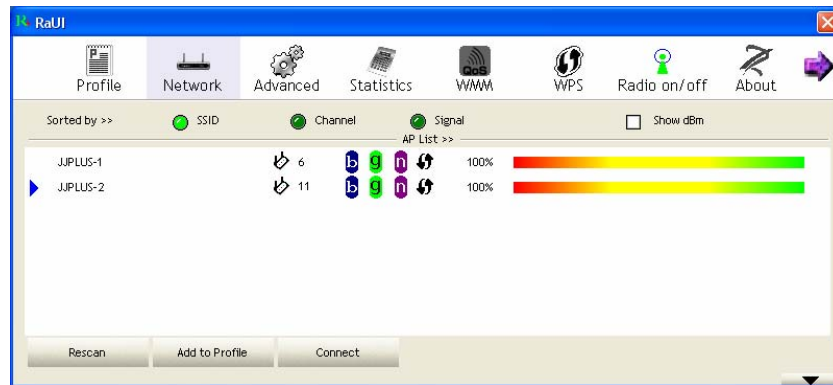 RaUI
Profile Network Advanced Statistics QoS WMM WPS Radio on/off About
Sorted by >> SSID Channel Signal Show dBm
AP List >>
JJPLUS-1 6 b g n 100%
JJPLUS-2 11 b g n 100%
Rescan Add to Profile Connect